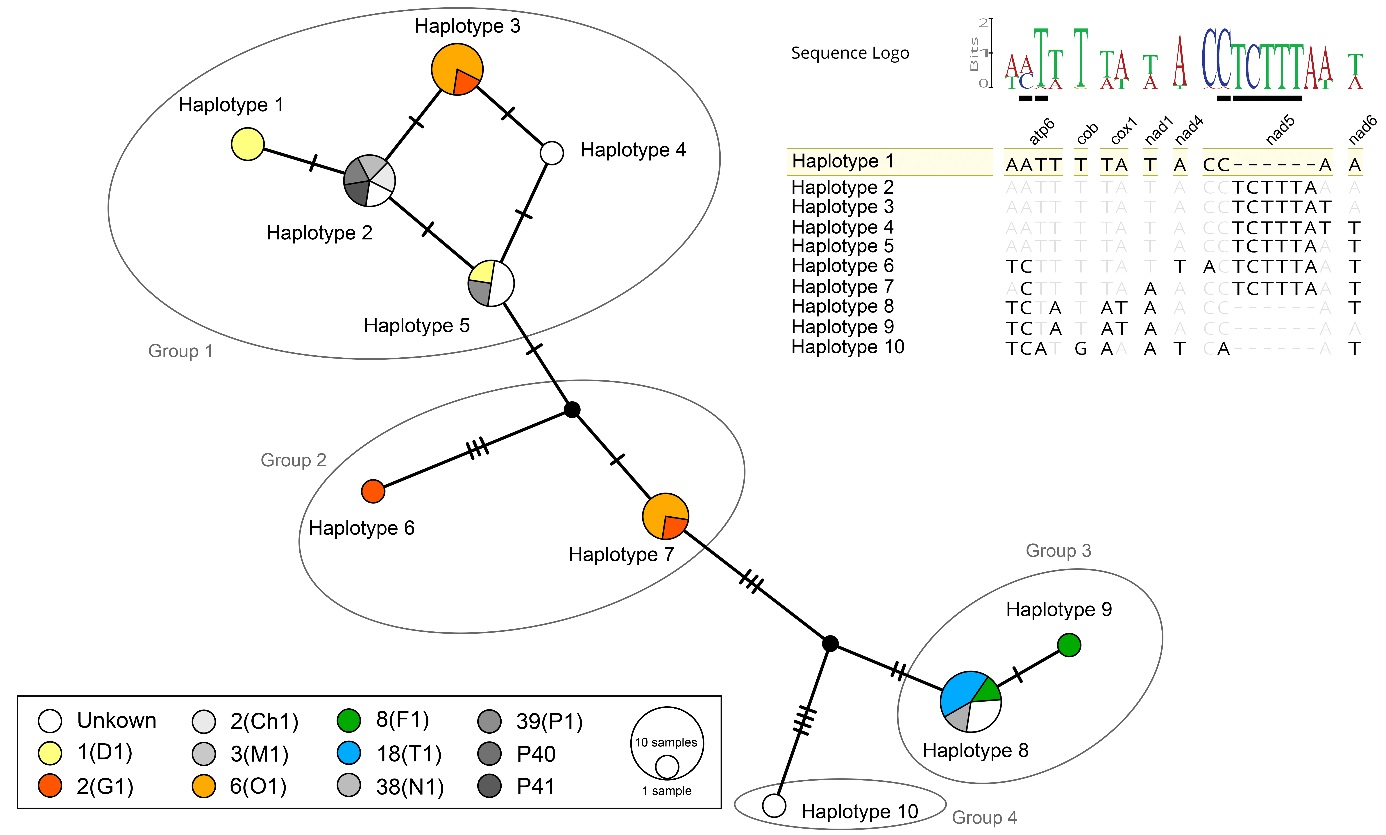 Haplotype 3
Haplotype 1
Haplotype 4
Haplotype 2
Haplotype 5
Group 1
Group 2
Haplotype 6
Haplotype 7
Group 3
Haplotype 9
Haplotype 8
Haplotype 10
Group 4
Sequence Logo
Bits
2
1
0
atp6 cob cox1 nad1 nad4 nad5 nad6
Haplotype 1 AATT T TA T A CC------A A
Haplotype 2 AATT T TA T A CCTCTTTAA A
Haplotype 3 AATT T TA T A CCTCTTTAT A
Haplotype 4 AATT T TA T A CCTCTTTAT T
Haplotype 5 AATT T TA T A CCTCTTTAA T
Haplotype 6 TCTT T TA T T ACTCTTTAA T
Haplotype 7 ACTT T TA A A CCTCTTTAA T
Haplotype 8 TCTA T AT A A CC------A T
Haplotype 9 TCTA T AT A A CC------A A
Haplotype 10 TCAT G AA A T CA------A T
Unkown 2(Ch1) 8(F1) 39(P1)
1(D1) 3(M1) 18(T1) P40
2(G1) 6(O1) 38(N1) P41
10 samples
1 sample